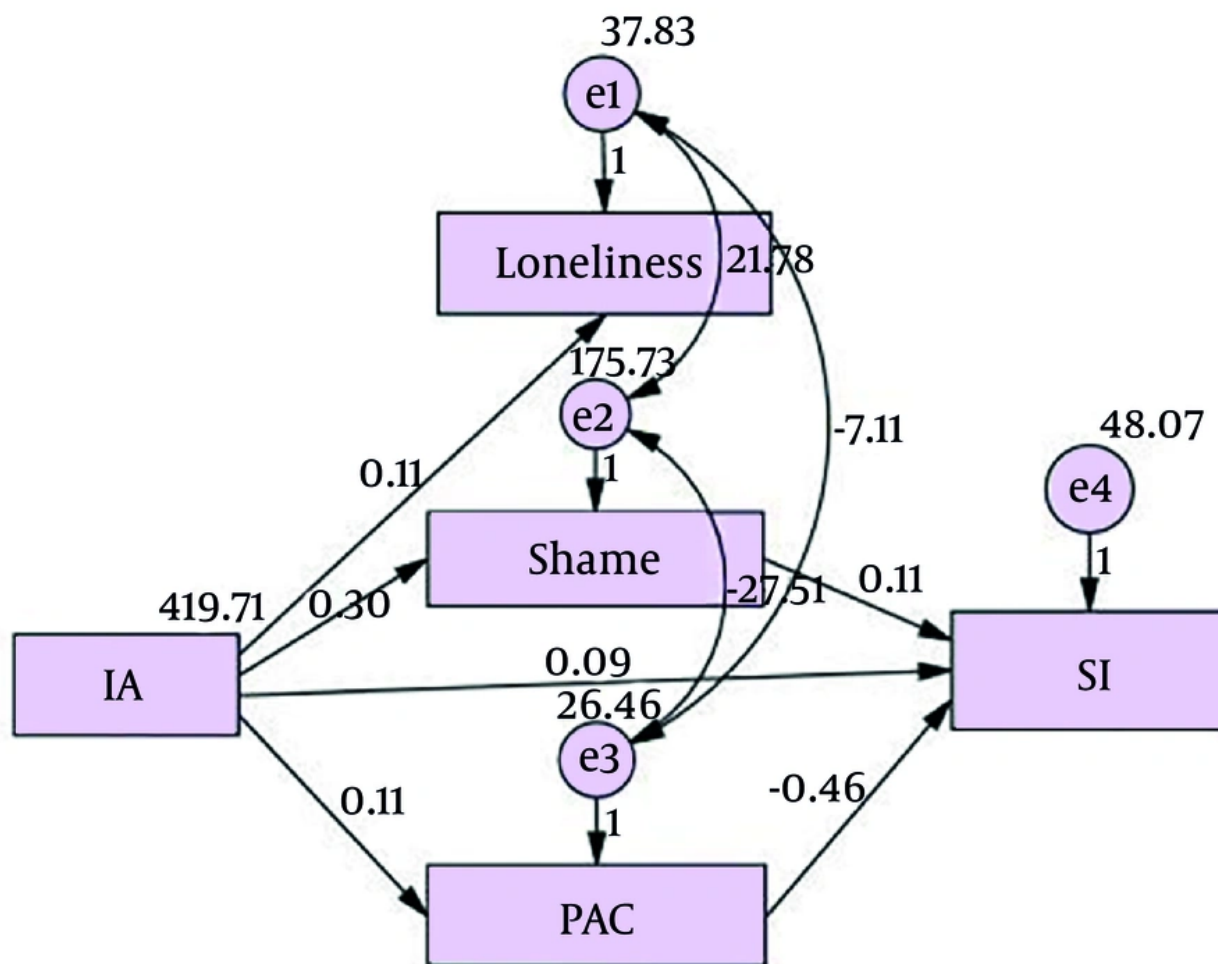 37.83
e1
1
Loneliness
21.78
175.73
e2
-7.11
48.07
0.11
1
e4
Shame
1
-27.51
0.11
419.71
0.30
0.09
IA
SI
26.46
e3
0.11
-0.46
1
PAC